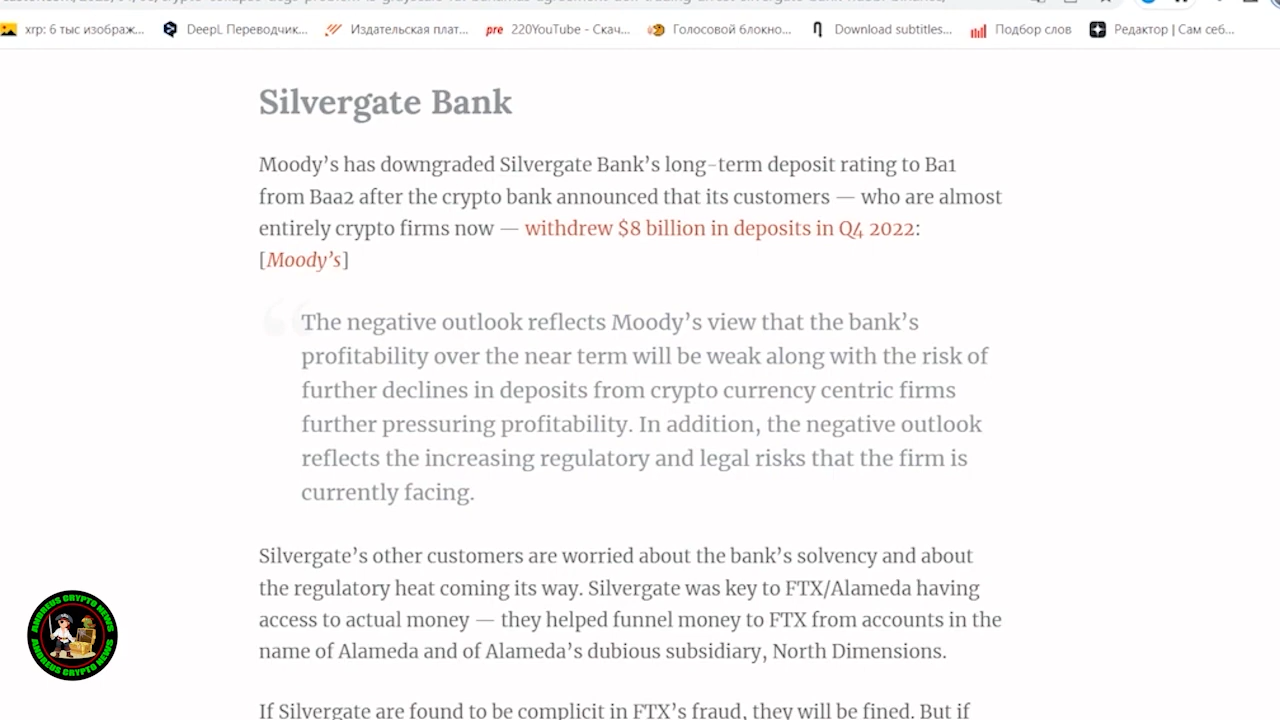 xrp: 6 тыс изображ...
DeepL Переводчик...
Издательская плат...
pre 220YouTube - Скач...
Голосовой блокно...
Download subtitles...
Подбор слов
Редактор | Сам себ...
Silvergate Bank
Moody’s has downgraded Silvergate Bank’s long-term deposit rating to Ba1
from Baa2 after the crypto bank announced that its customers — who are almost
entirely crypto firms now — withdrew $8 billion in deposits in Q4 2022:
[Moody’s]
“The negative outlook reflects Moody’s view that the bank’s
profitability over the near term will be weak along with the risk of
further declines in deposits from crypto currency centric firms
further pressuring profitability. In addition, the negative outlook
reflects the increasing regulatory and legal risks that the firm is
currently facing.
Silvergate’s other customers are worried about the bank’s solvency and about
the regulatory heat coming its way. Silvergate was key to FTX/Alameda having
access to actual money — they helped funnel money to FTX from accounts in the
name of Alameda and of Alameda’s dubious subsidiary, North Dimensions.
If Silvergate are found to be complicit in FTX’s fraud, they will be fined. But if
ANDREUS CRYPTO NEWS
ANDREUS CRYPTO NEWS